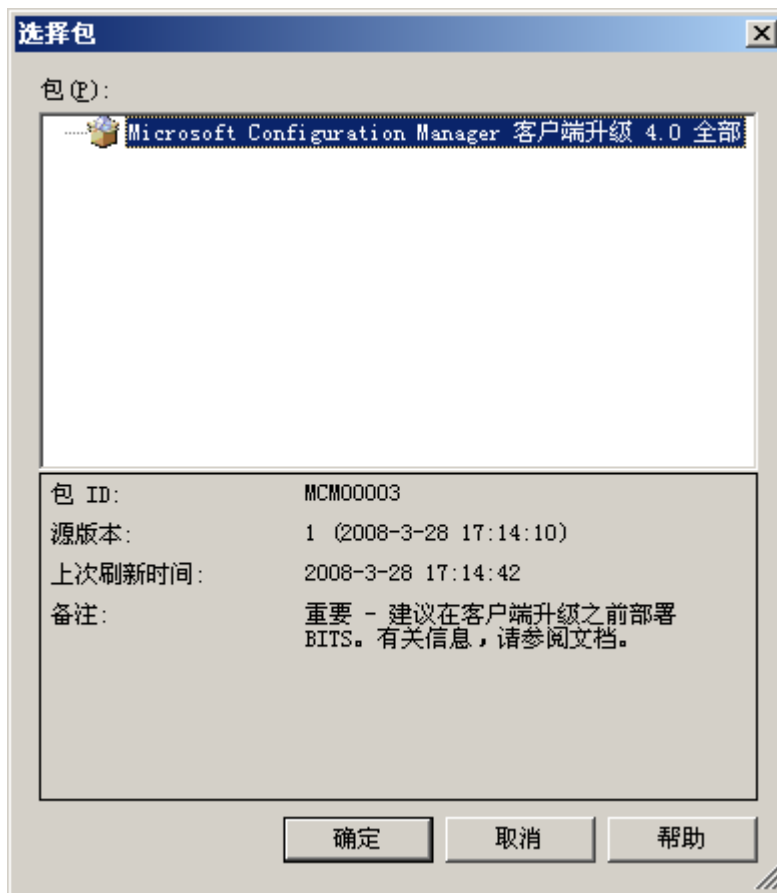 选择包
包(P):
Microsoft Configuration Manager 客户端升级 4.0 全部
包 ID: MCM00003
源版本: 1 (2008-3-28 17:14:10)
上次刷新时间: 2008-3-28 17:14:42
备注: 重要 - 建议在客户端升级之前部署
BITS。有关信息,请参阅文档。
确定 取消 帮助